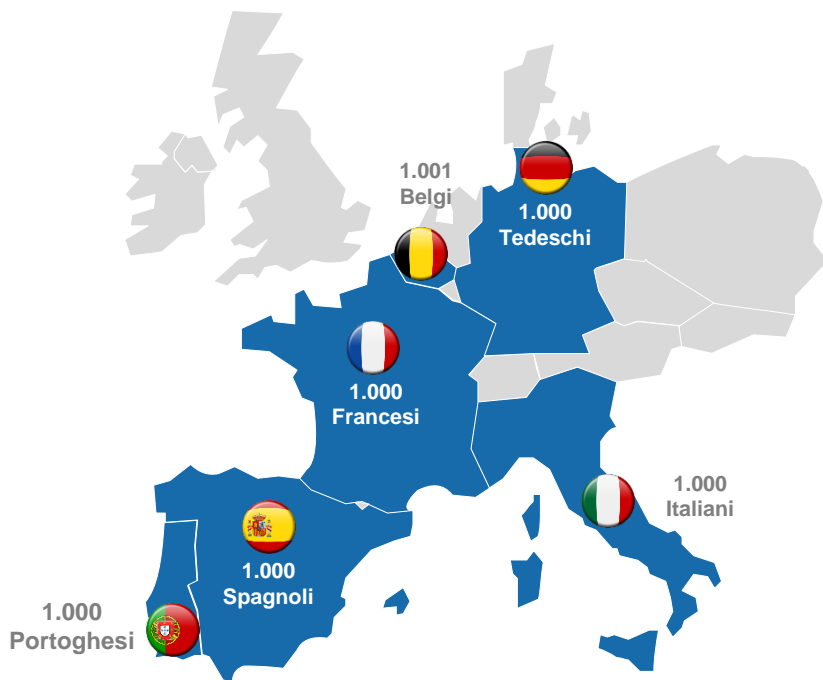 1.001
Belgi
1.000
Tedeschi
1.000
Francesi
1.000
Italiani
1.000
Spagnoli
1.000
Portoghesi